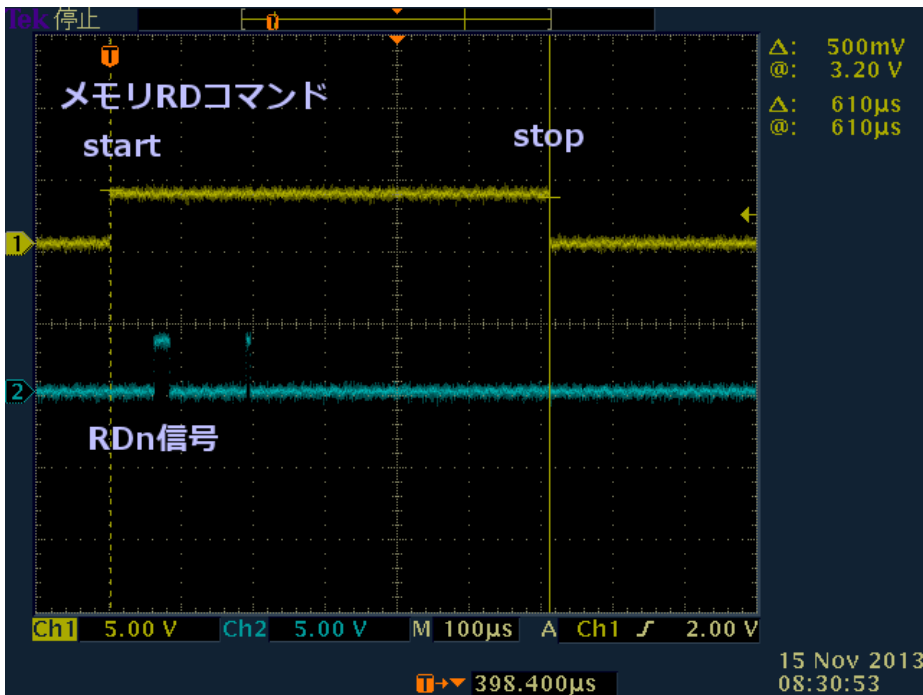 Tek 停止
T
Δ: 500mV
@: 3.20 V
Δ: 610μs
@: 610μs
T
メモリRDコマンド
start
stop
1
2
RDn信号
Ch1 5.00 V Ch2 5.00 V M 100μs A Ch1 2.00 V
T 398.400μs
15 Nov 2013
08:30:53